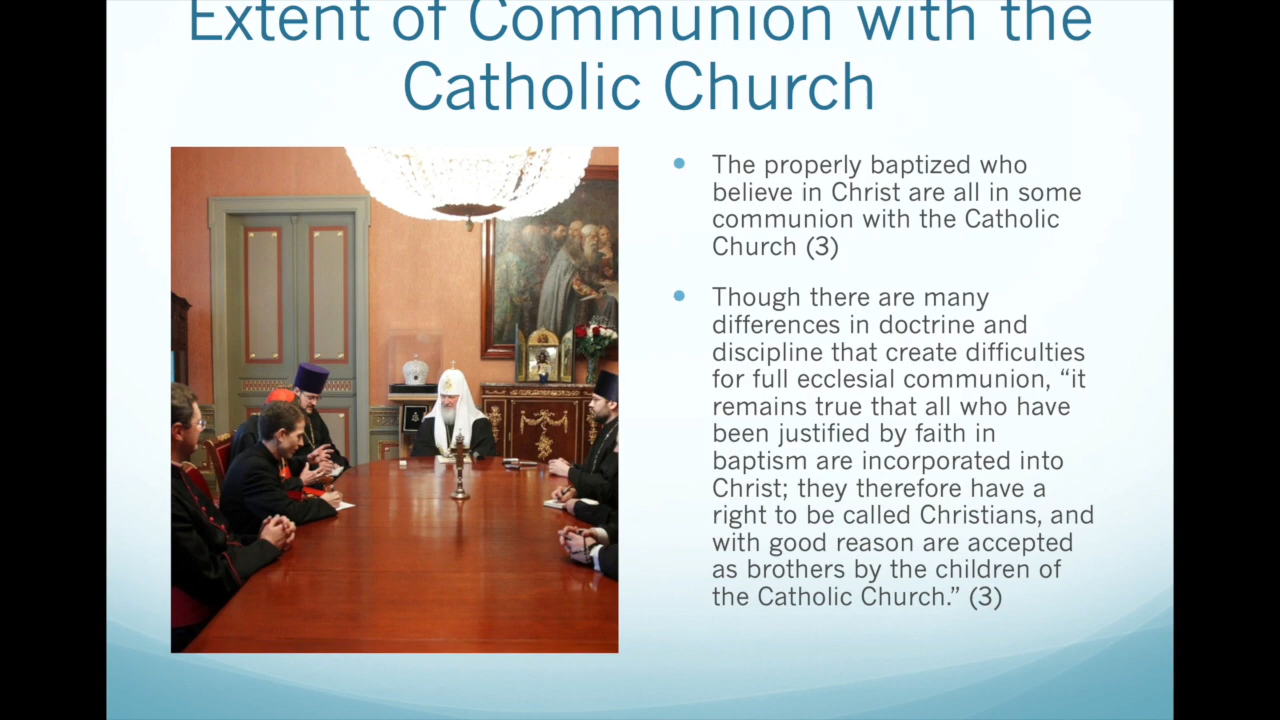 Extent of Communion with the
Catholic Church
The properly baptized who
believe in Christ are all in some
communion with the Catholic
Church (3)
Though there are many
differences in doctrine and
discipline that create difficulties
for full ecclesial communion, “it
remains true that all who have
been justified by faith in
baptism are incorporated into
Christ; they therefore have a
right to be called Christians, and
with good reason are accepted
as brothers by the children of
the Catholic Church.” (3)